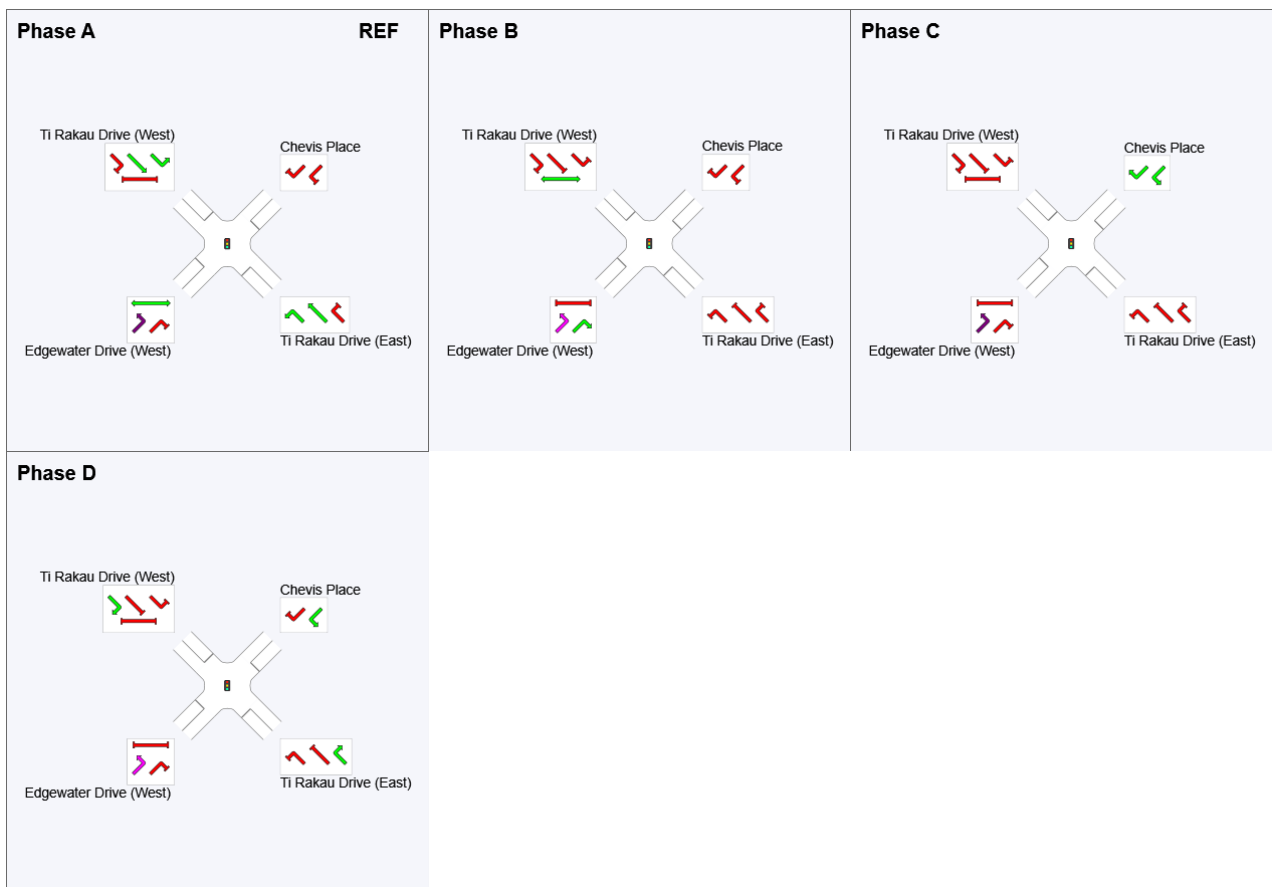 Phase A
REF
Ti Rakau Drive (West)
Chevis Place
Edgewater Drive (West)
Ti Rakau Drive (East)
Phase B
Ti Rakau Drive (West)
Chevis Place
Edgewater Drive (West)
Ti Rakau Drive (East)
Phase C
Ti Rakau Drive (West)
Chevis Place
Edgewater Drive (West)
Ti Rakau Drive (East)
Phase D
Ti Rakau Drive (West)
Chevis Place
Edgewater Drive (West)
Ti Rakau Drive (East)